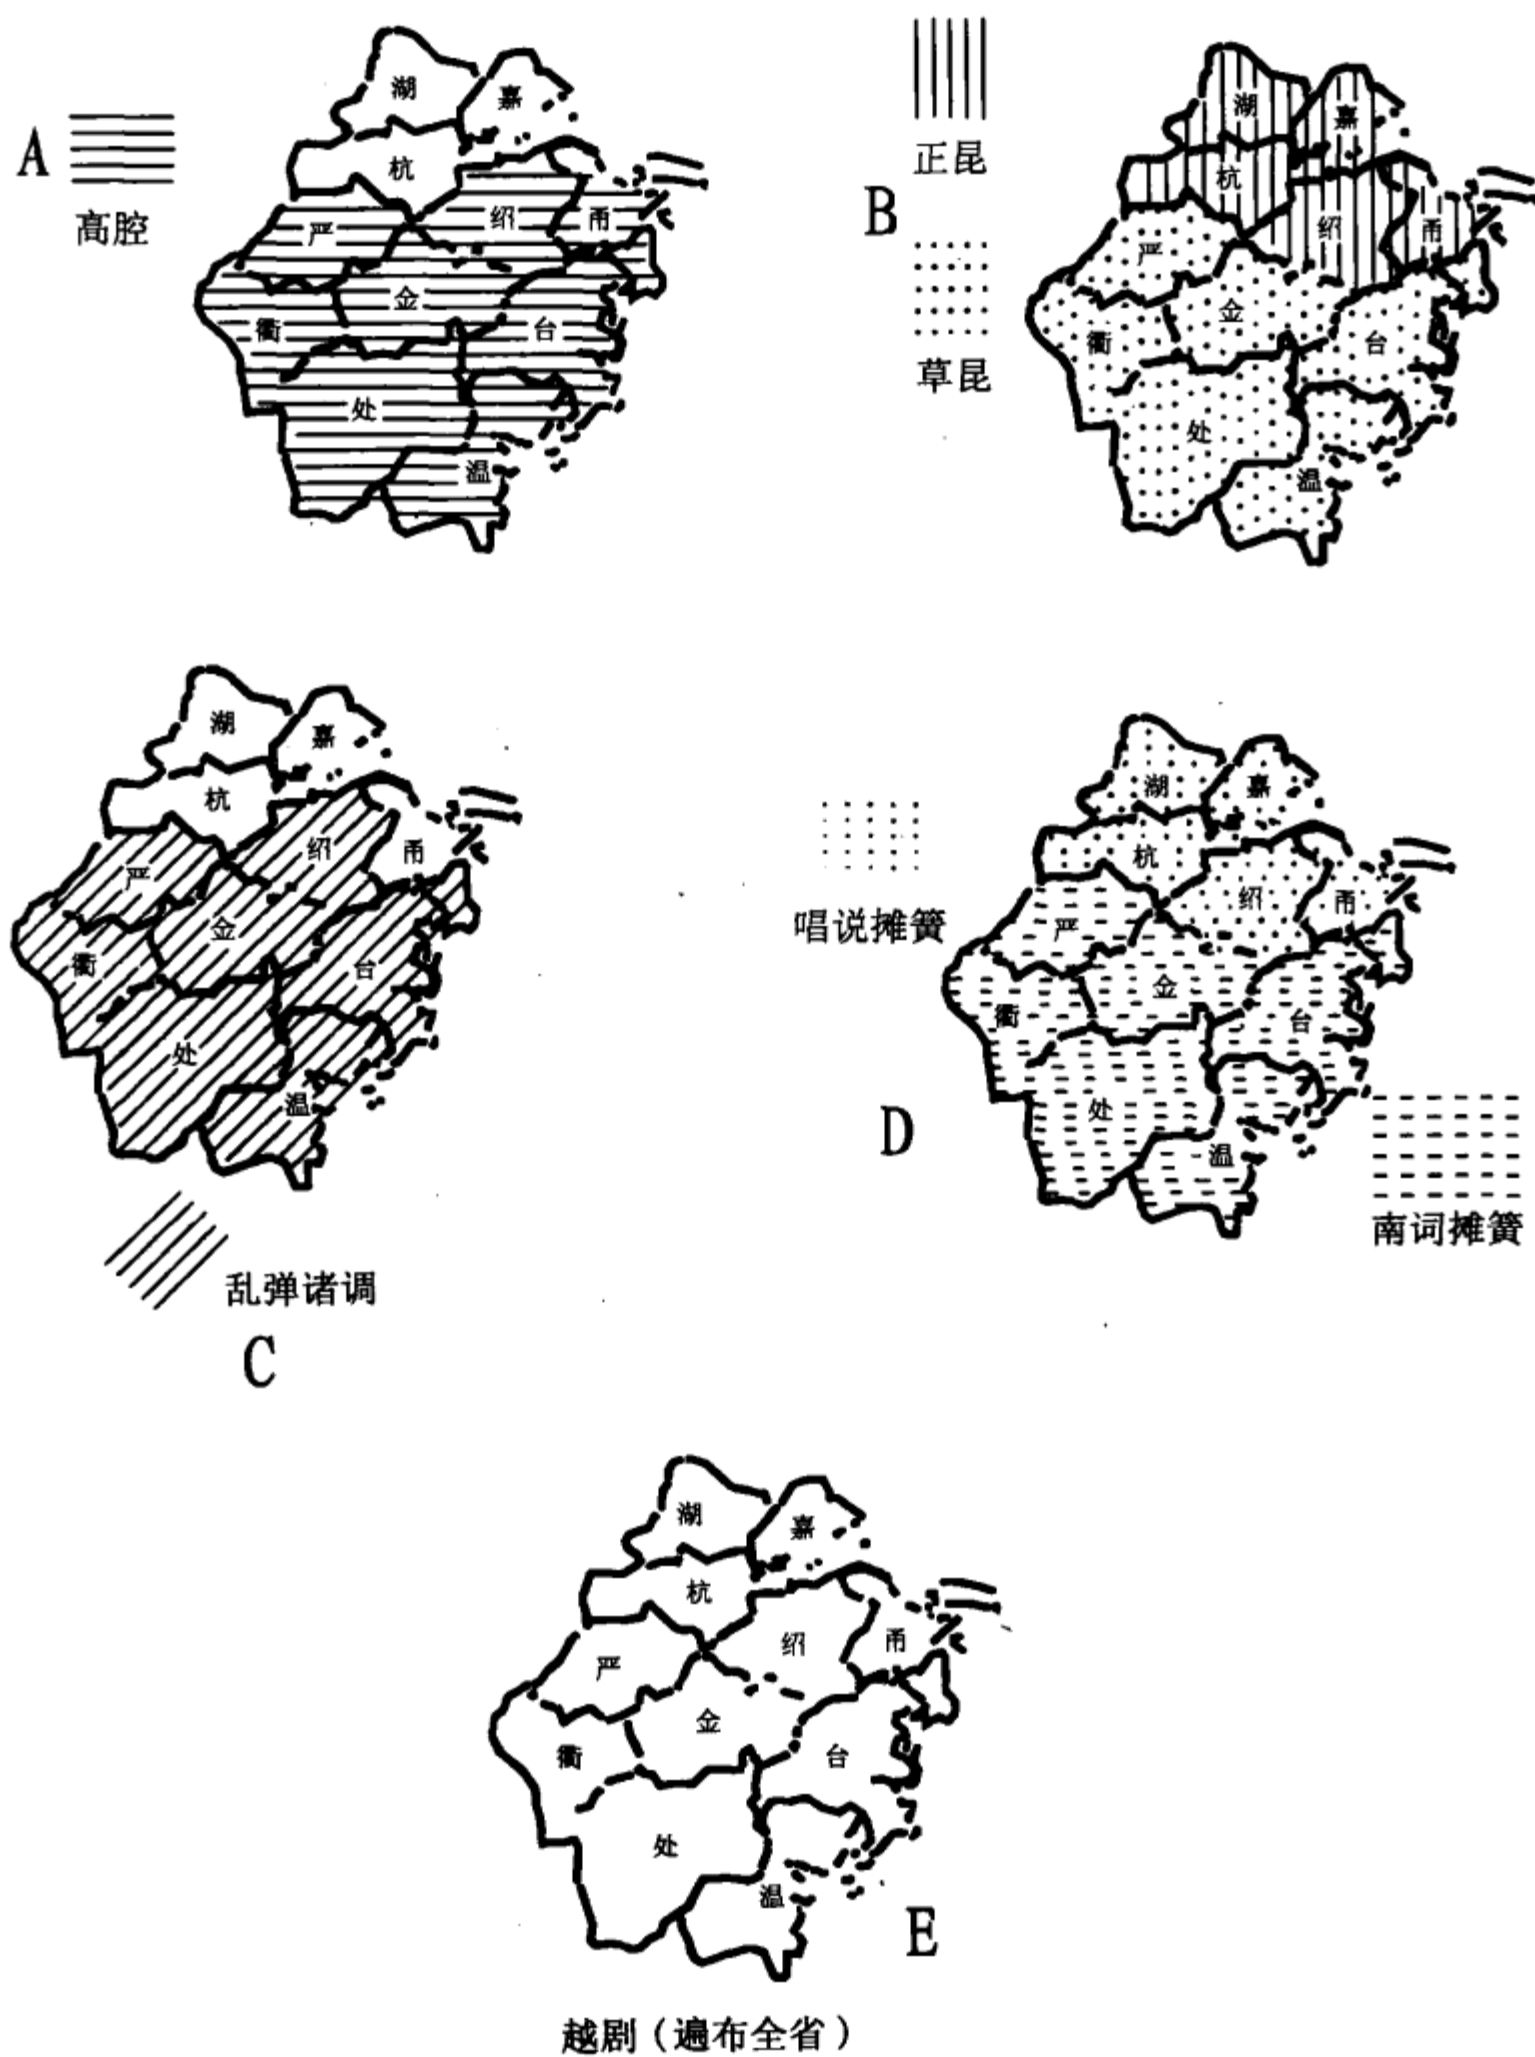 A
高腔
湖
嘉
杭
严
绍
甬
金
衢
台
处
温
B
正昆
草昆
湖
嘉
杭
绍
甬
严
金
衢
台
处
温
湖
嘉
杭
绍
甬
严
金
衢
台
处
温
乱弹诸调
C
D
唱说摊簧
南词摊簧
湖
嘉
杭
绍
甬
严
金
衢
台
处
温
湖
嘉
杭
绍
甬
严
金
衢
台
处
温
E
越剧（遍布全省）